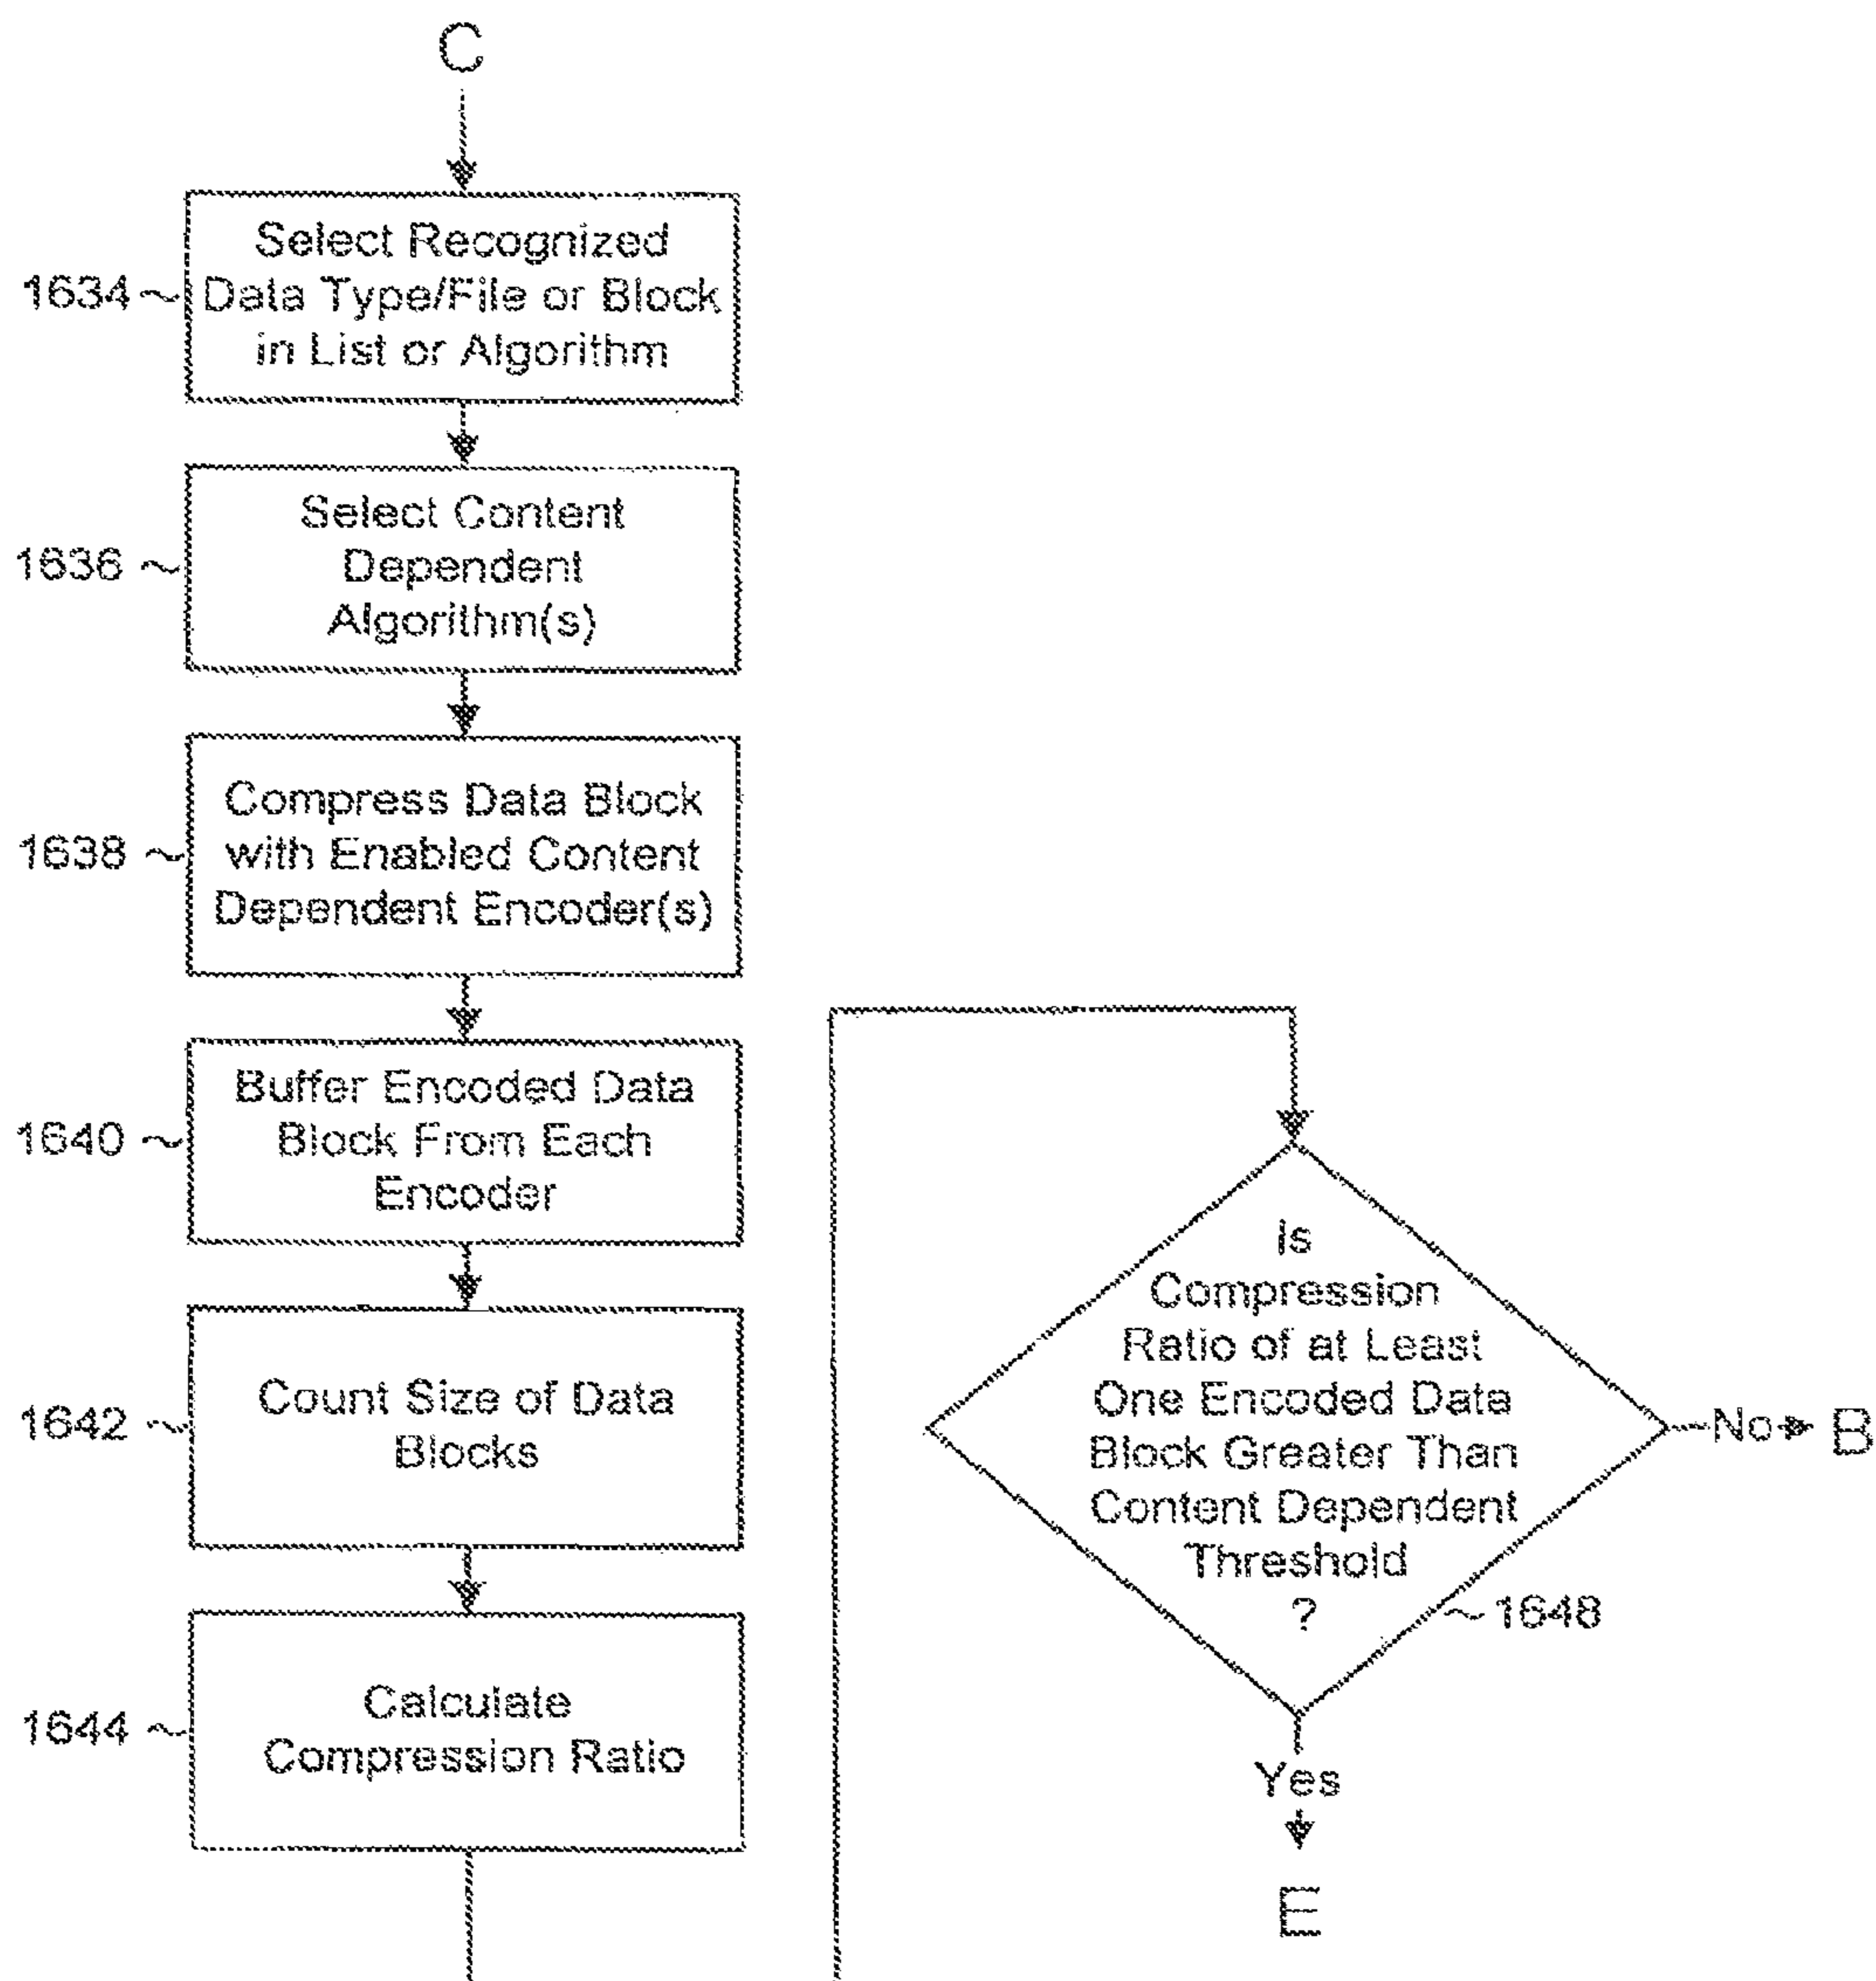 C
1634
Select Recognized
Data Type/File or Block
in List or Algorithm
1636
Select Content
Dependent
Algorithm(s)
1638
Compress Data Block
with Enabled Content
Dependent Encoder(s)
1640
Buffer Encoded Data
Block From Each
Encoder
1642
Count Size of Data
Blocks
1644
Calculate
Compression Ratio
Is
Compression
Ratio of at Least
One Encoded Data
Block Greater Than
Content Dependent
Threshold
?
1648
No
B
Yes
E